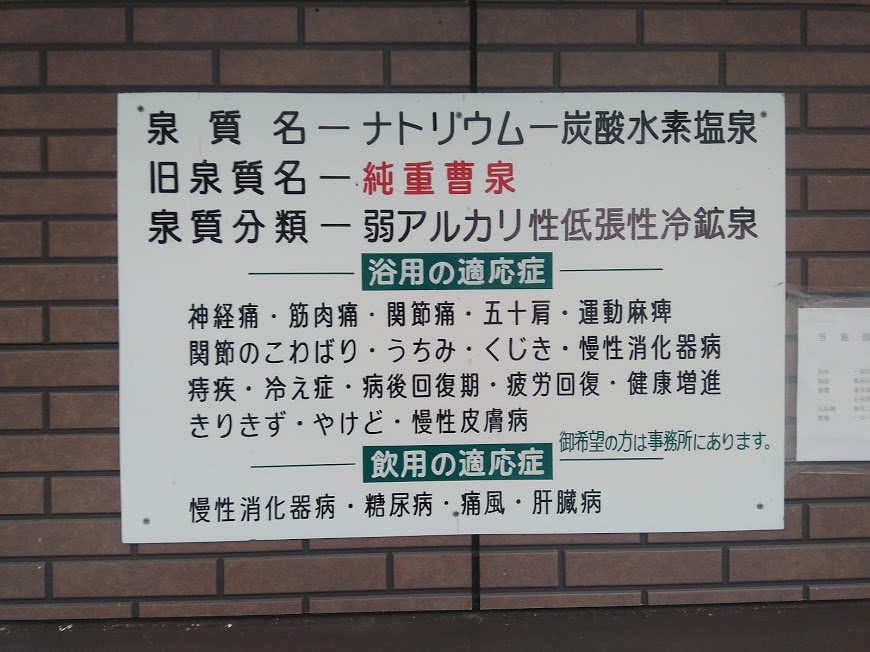 泉質名ー ナトリウムー炭酸水素塩泉
旧泉質名ー純重曹泉
泉質分類ー 弱アルカリ性低張性冷鉱泉
浴用の適応症
神経痛・筋肉痛・関節痛・五十肩・運動麻痺
関節のこわばり・うちみ・くじき・慢性消化器病
痔疾・冷え症・病後回復期・疲労回復・健康増進
きりきず・やけど・慢性皮膚病
御希望の方は事務所にあります。
飲用の適応症
慢性消化器病・糖尿病・痛風・肝臓病